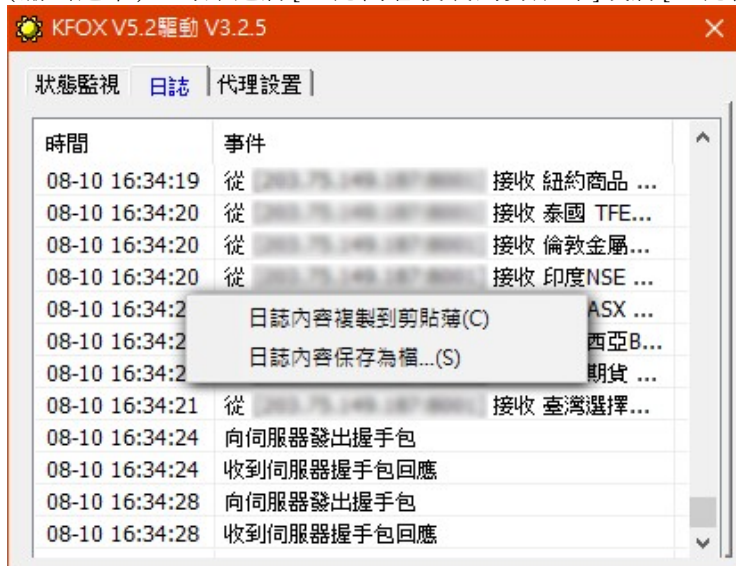 KFOX V5.2驅動 V3.2.5
狀態監視 日誌 代理設置
時間 事件
08-10 16:34:19 從 接收 紐約商品 ...
08-10 16:34:20 從 接收 泰國 TFE...
08-10 16:34:20 從 接收 倫敦金屬...
08-10 16:34:20 從 接收 印度NSE ...
08-10 16:34:2 ASX ...
日誌內容複製到剪貼薄(C)
08-10 16:34:2 西亞B...
日誌內容保存為檔...(S)
08-10 16:34:2 期貨 ...
08-10 16:34:21 從 接收 臺灣選擇...
08-10 16:34:24 向伺服器發出握手包
08-10 16:34:24 收到伺服器握手包回應
08-10 16:34:28 向伺服器發出握手包
08-10 16:34:28 收到伺服器握手包回應